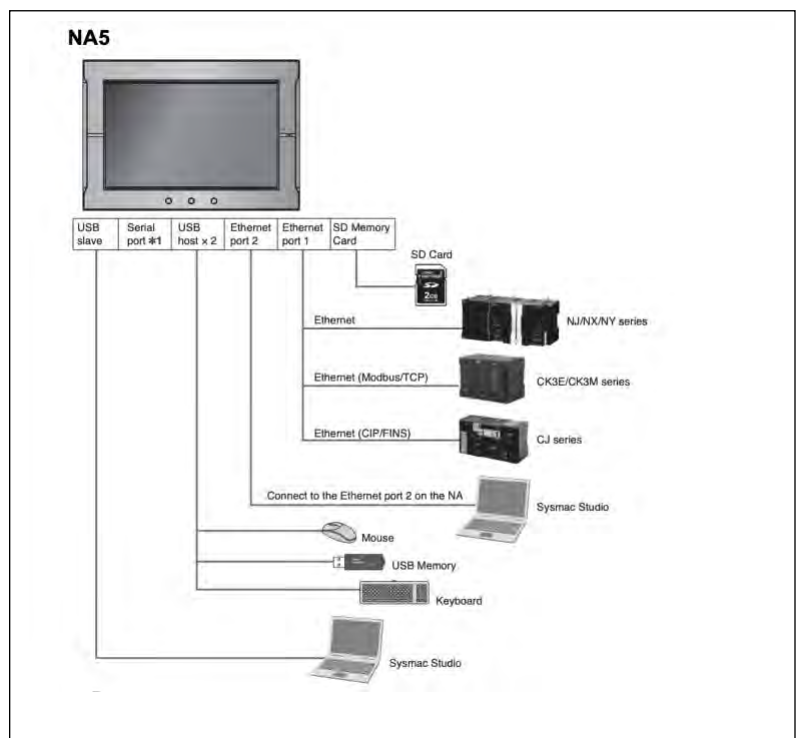 NA5
USB slave
Serial port *1
USB host x 2
Ethernet port 2
Ethernet port 1
SD Memory Card
SD Card
2GB
Ethernet
NJ/NX/NY series
Ethernet (Modbus/TCP)
CK3E/CK3M series
Ethernet (CIP/FINS)
CJ series
Connect to the Ethernet port 2 on the NA
Sysmac Studio
Mouse
USB Memory
Keyboard
Sysmac Studio